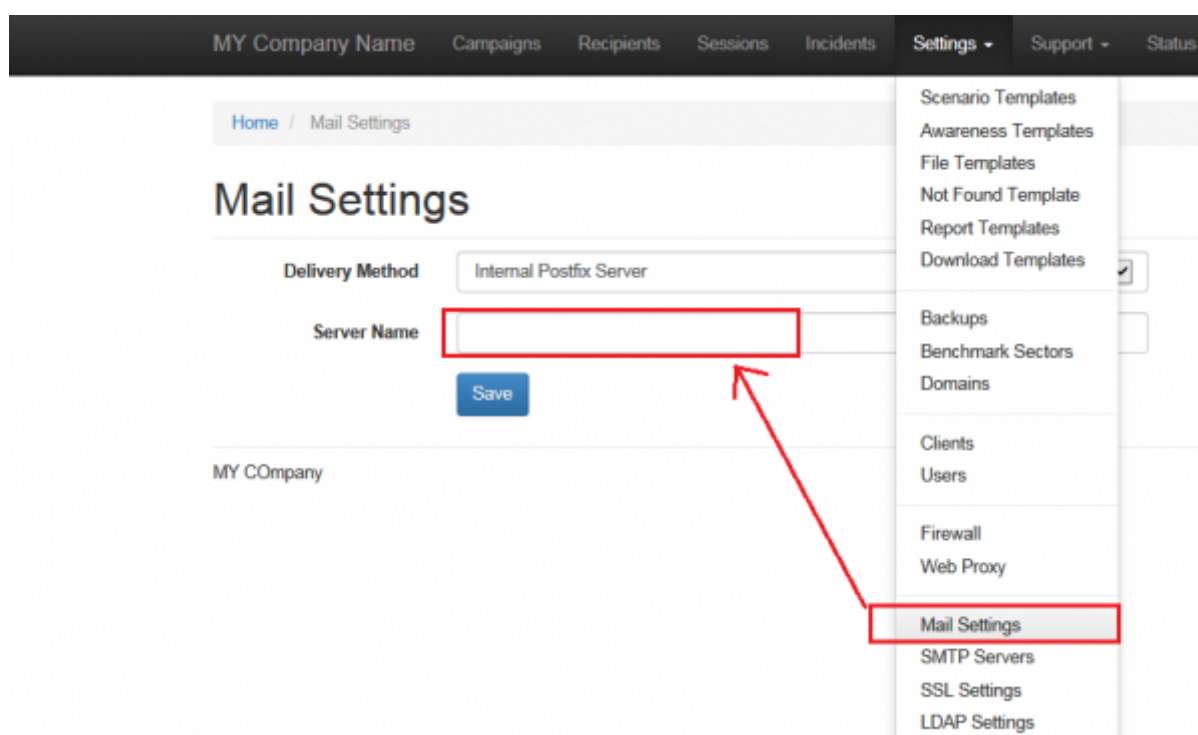 MY Company Name Campaigns Recipients Sessions Incidents Settings Support Status
Home / Mail Settings
Mail Settings
Delivery Method Internal Postfix Server
Server Name
Save
MY COmpany
Scenario Templates
Awareness Templates
File Templates
Not Found Template
Report Templates
Download Templates
Backups
Benchmark Sectors
Domains
Clients
Users
Firewall
Web Proxy
Mail Settings
SMTP Servers
SSL Settings
LDAP Settings